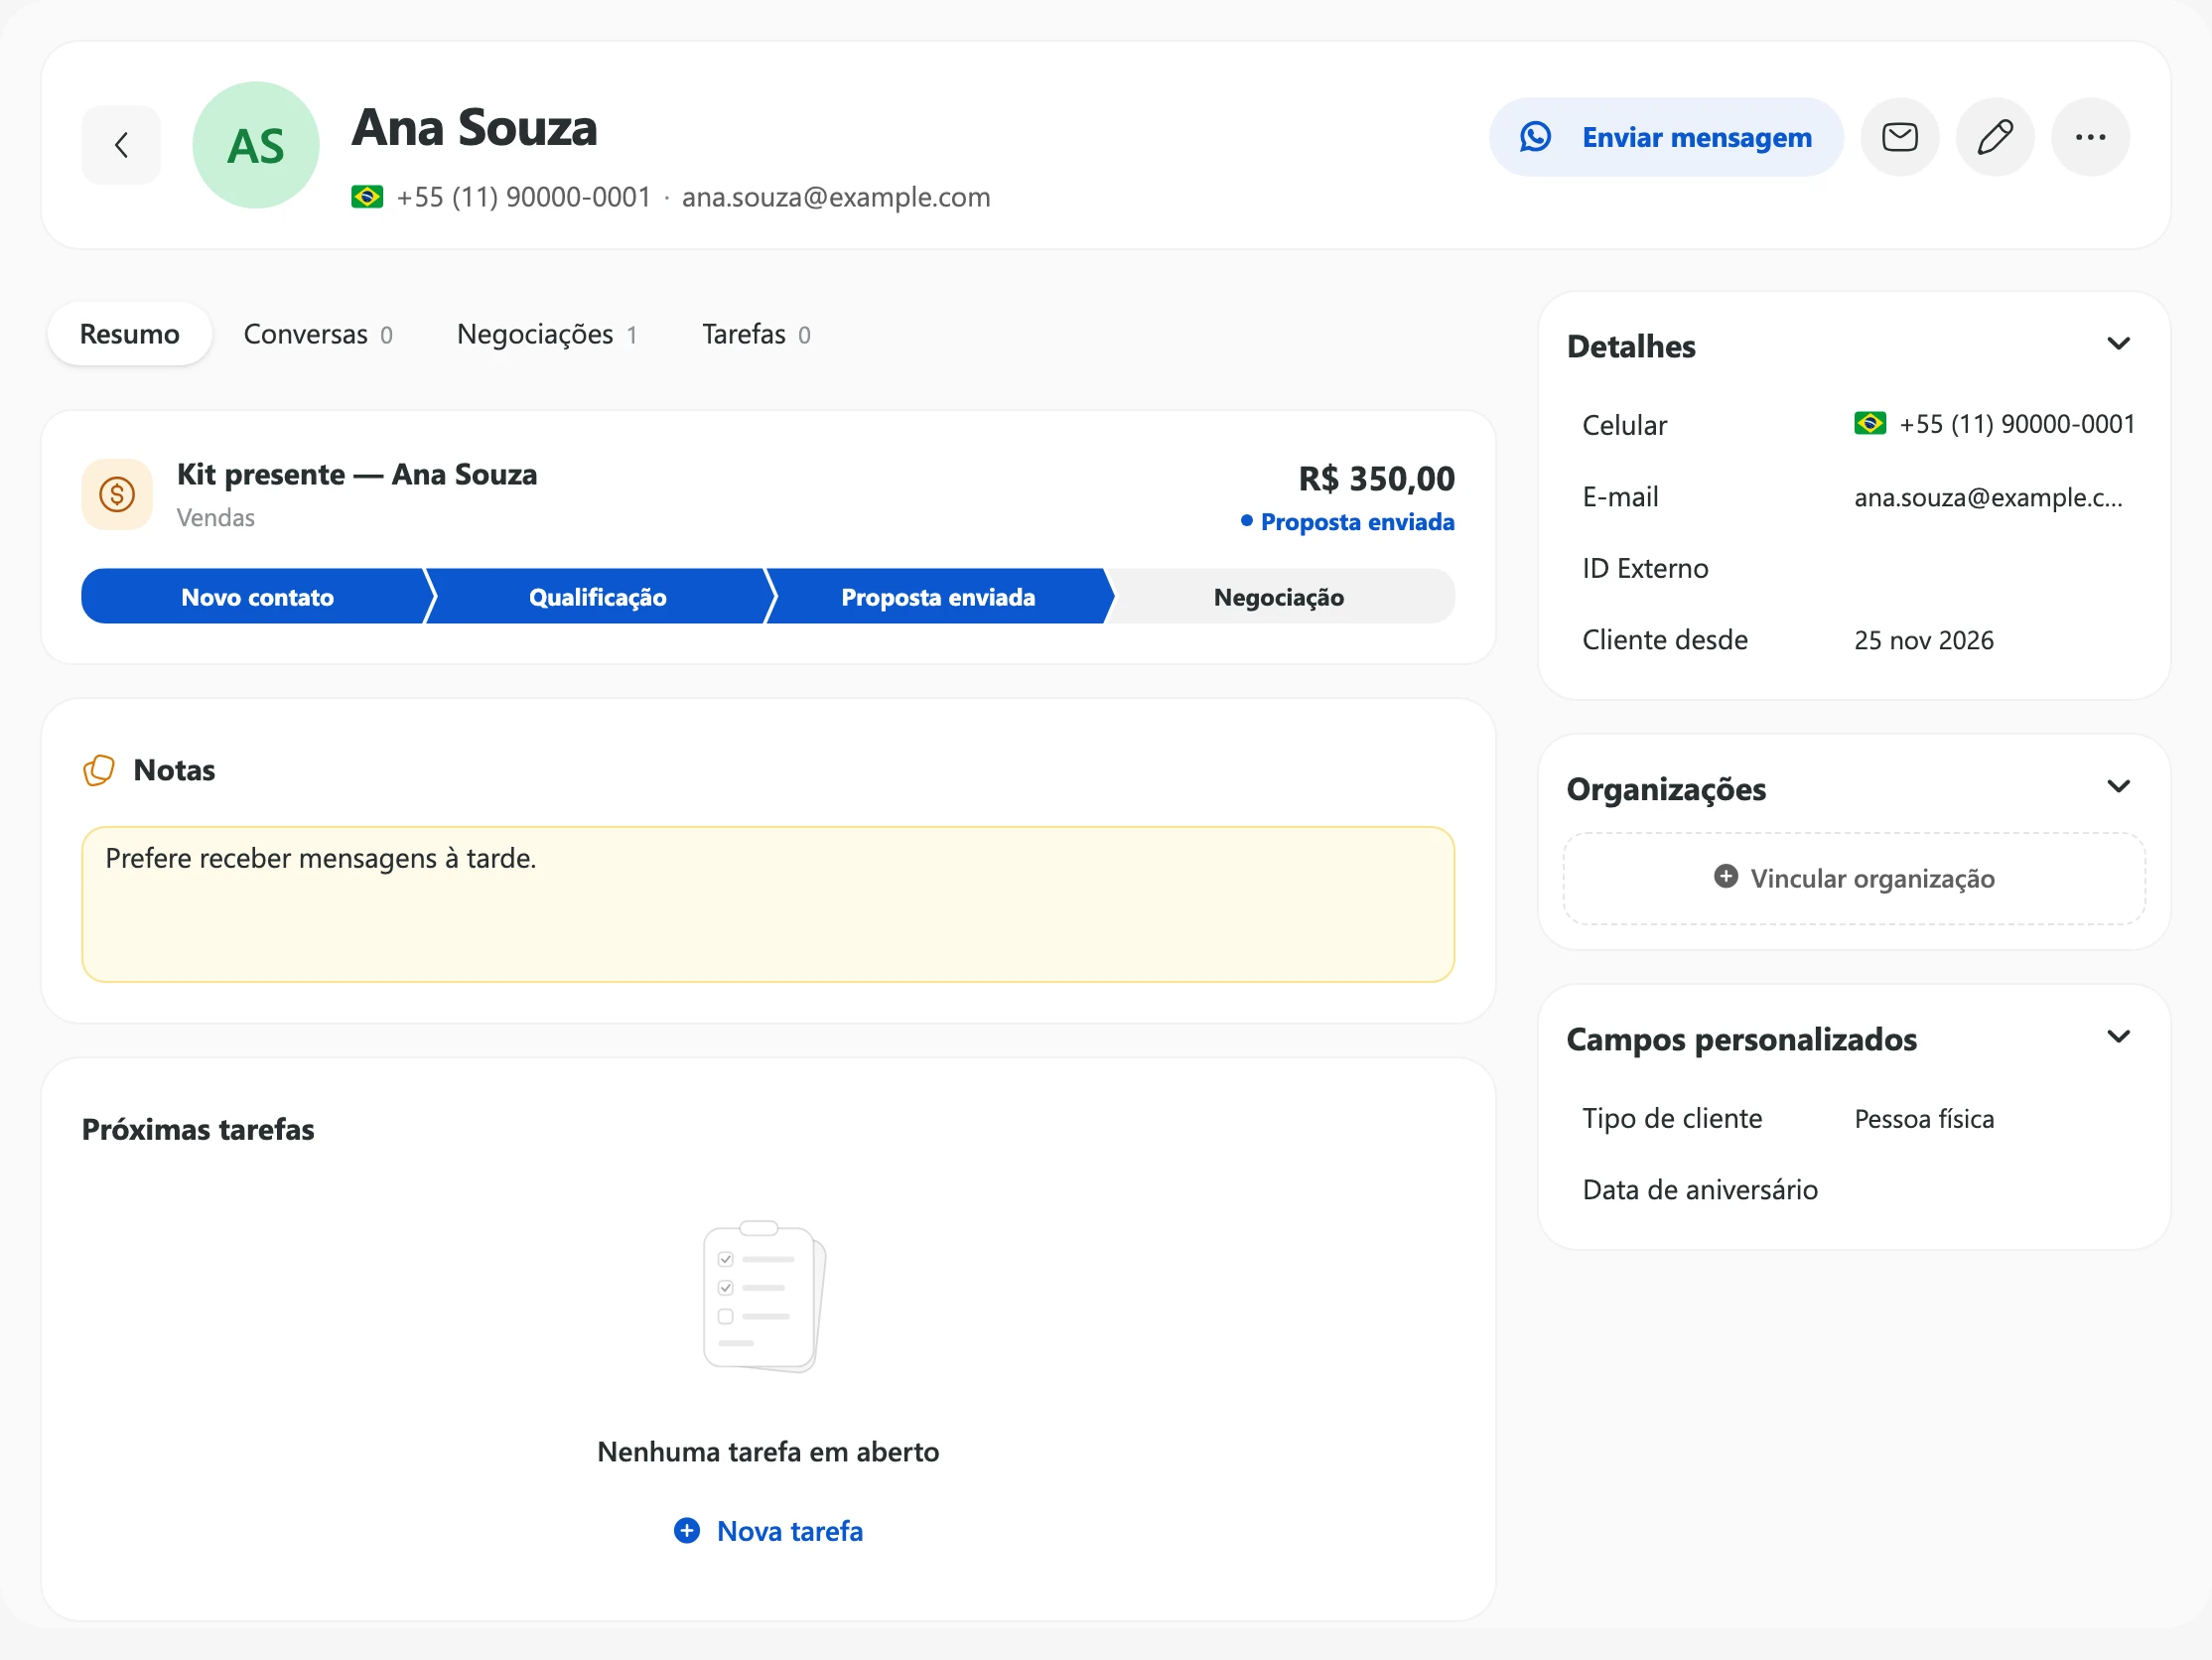 AS
Ana Souza
+55 (11) 90000-0001 · ana.souza@example.com
Enviar mensagem
Resumo
Conversas 0
Negociações 1
Tarefas 0
Kit presente — Ana Souza
Vendas
R$ 350,00
Proposta enviada
Novo contato
Qualificação
Proposta enviada
Negociação
Notas
Prefere receber mensagens à tarde.
Próximas tarefas
Nenhuma tarefa em aberto
Nova tarefa
Detalhes
Celular +55 (11) 90000-0001
E-mail ana.souza@example.c...
ID Externo
Cliente desde 25 nov 2026
Organizações
Vincular organização
Campos personalizados
Tipo de cliente Pessoa física
Data de aniversário